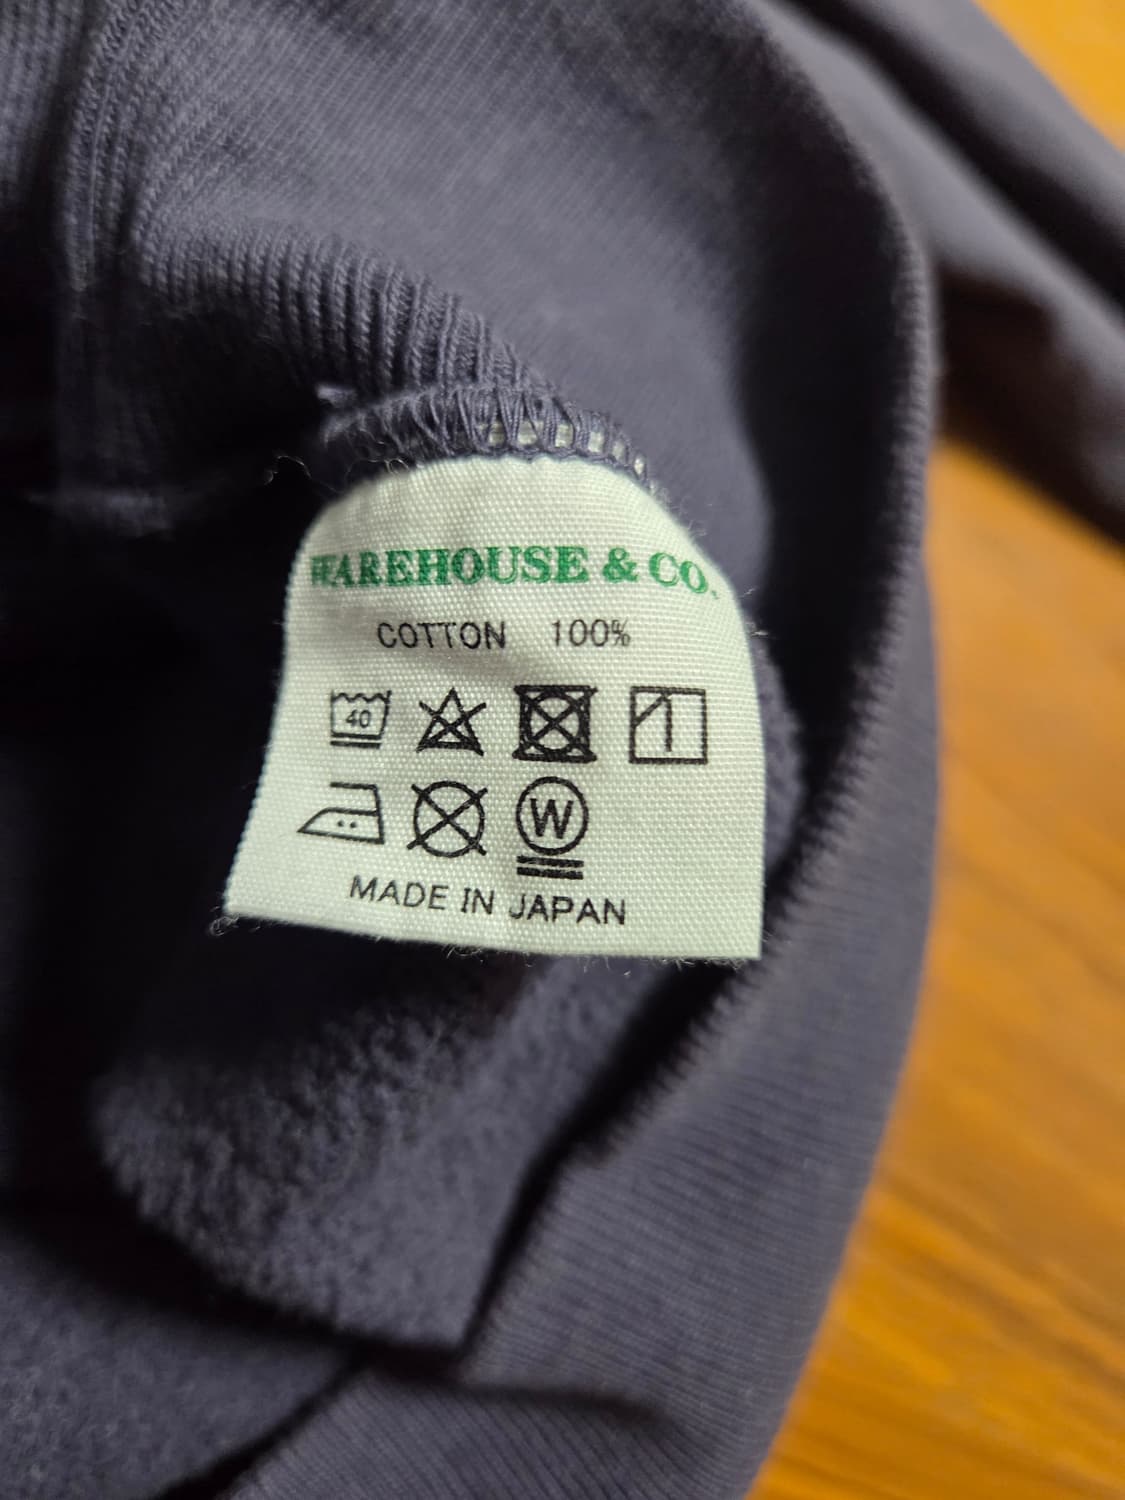 WAREHOUSE & CO.
COTTON 100%
40
W
MADE IN JAPAN